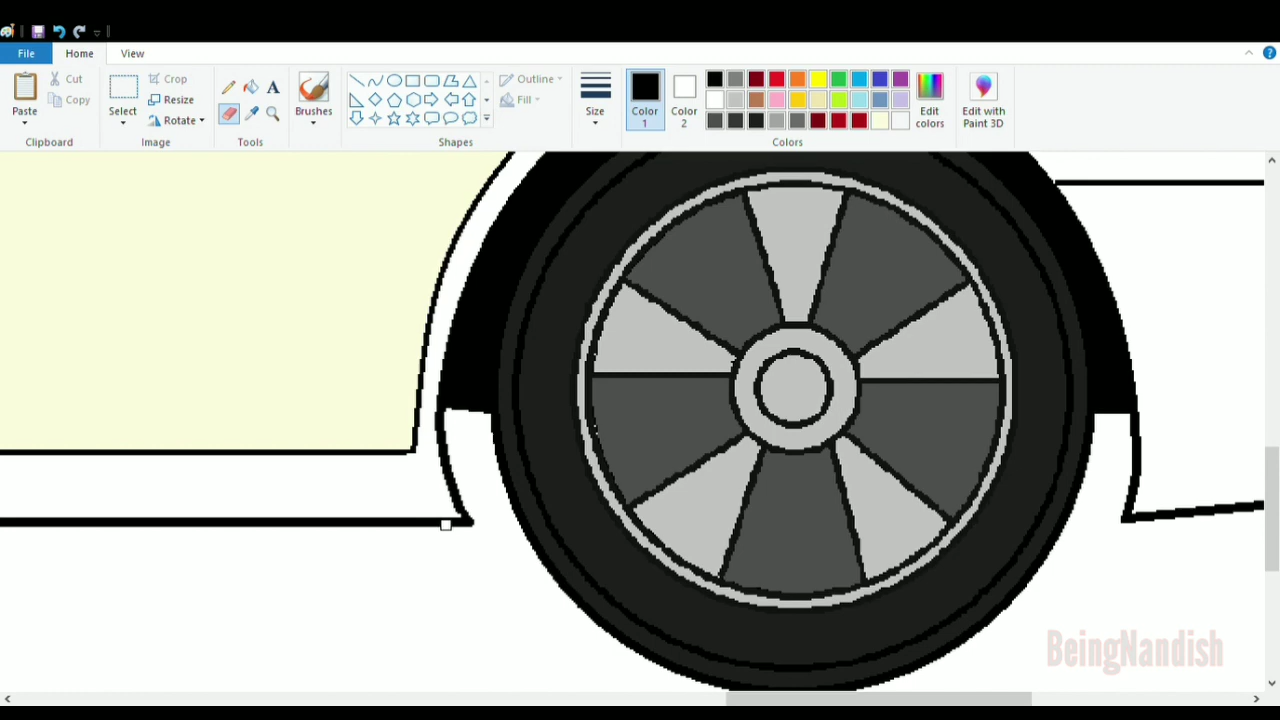 File Home View
Paste
Cut
Copy
Clipboard
Select
Crop
Resize
Rotate
Image
A
Tools
Brushes
Outline
Fill
Shapes
Size
Color
1
Color
2
Edit
colors
Colors
Edit with
Paint 3D
?
BeingNandish